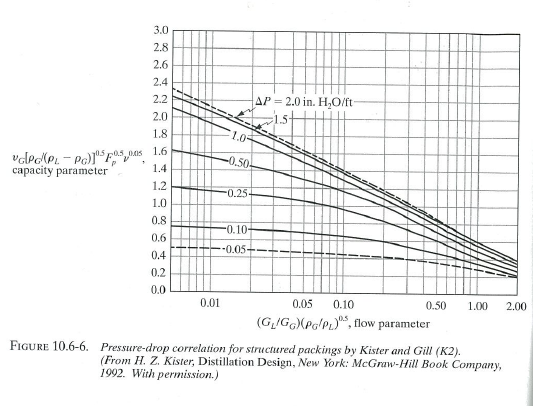 3.0
2.8
2.6
2.4
2.2
2.0
1.8
1.6
1.4
1.2
1.0
0.8
0.6
0.4
0.2
0.0
ΔP = 2.0 in. H₂O/ft
1.5
1.0
0.50
0.25
0.10
0.05
v_G[ρ_G/(ρ_L − ρ_G)]^0.5 F_p^0.5 ν^0.05,
capacity parameter
0.01 0.05 0.10 0.50 1.00 2.00
(G_L/G_G)(ρ_G/ρ_L)^0.5, flow parameter
FIGURE 10.6-6. Pressure-drop correlation for structured packings by Kister and Gill (K2).
(From H. Z. Kister, Distillation Design, New York: McGraw-Hill Book Company,
1992. With permission.)